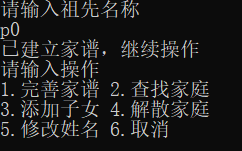 请输入祖先名称
p0
已建立家谱，继续操作
请输入操作
1.完善家谱 2.查找家庭
3.添加子女 4.解散家庭
5.修改姓名 6.取消